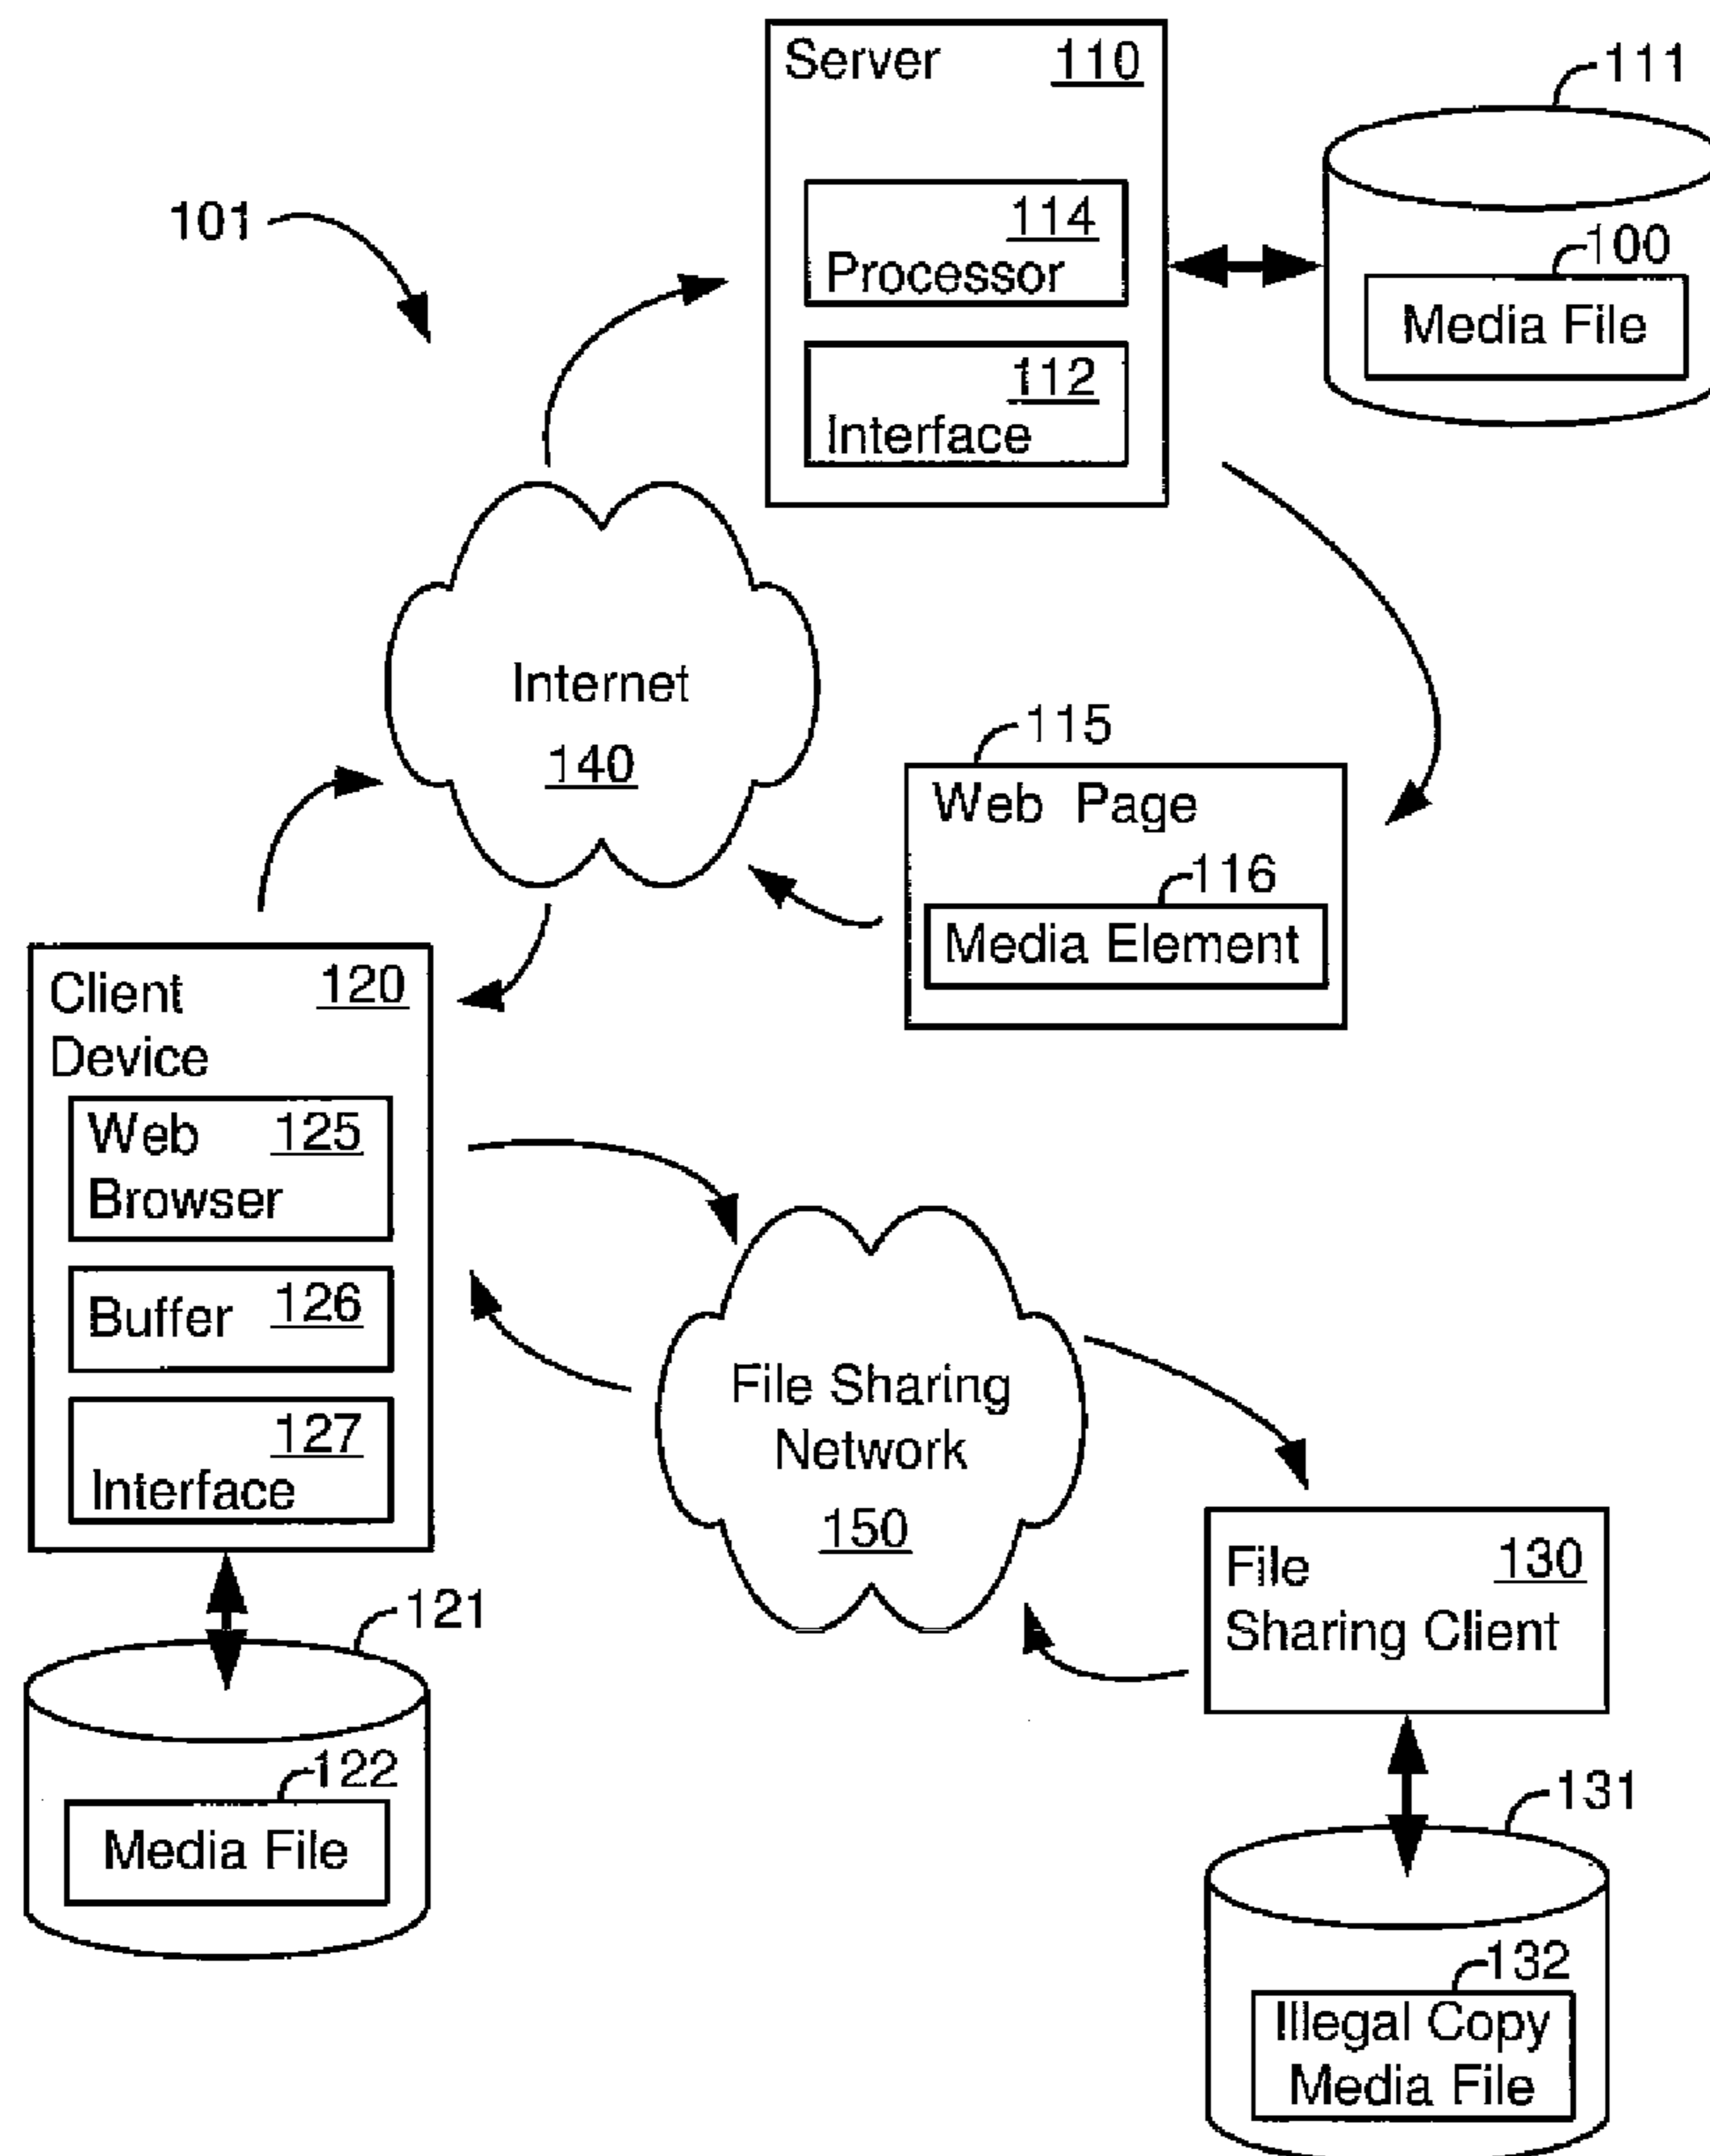 Server 110
111
114
Processor
101
100
Media File
112
Interface
Internet
140
115
Web Page
116
Media Element
Client 120
Device
Web 125
Browser
Buffer 126
127
Interface
File Sharing
Network
150
File 130
Sharing Client
121
122
Media File
131
132
Illegal Copy
Media File